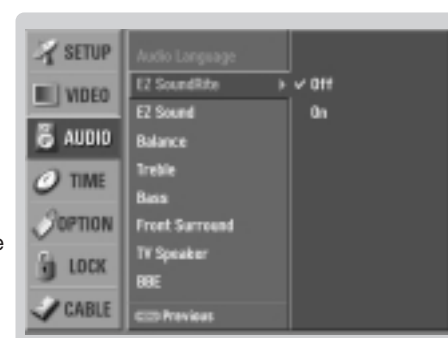 SETUP
VIDEO
AUDIO
TIME
OPTION
LOCK
CABLE
Audio Language
EZ SoundRite
EZ Sound
Balance
Treble
Bass
Front Surround
TV Speaker
BBE
Previous
Off
On
e